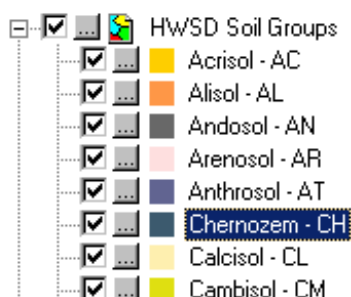 HWSD Soil Groups
Acrisol - AC
Alisol - AL
Andosol - AN
Arenosol - AR
Anthrosol - AT
Chernozem - CH
Calcisol - CL
Cambisol - CM